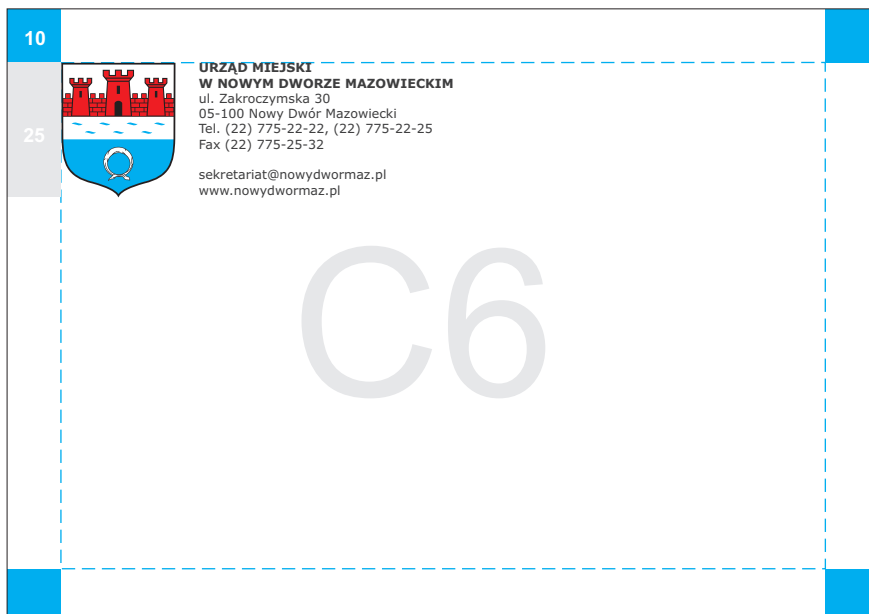 10
25
URZĄD MIEJSKI
W NOWYM DWORZE MAZOWIECKIM
ul. Zakroczymska 30
05-100 Nowy Dwór Mazowiecki
Tel. (22) 775-22-22, (22) 775-22-25
Fax (22) 775-25-32
sekretariat@nowydwormaz.pl
www.nowydwormaz.pl
C6